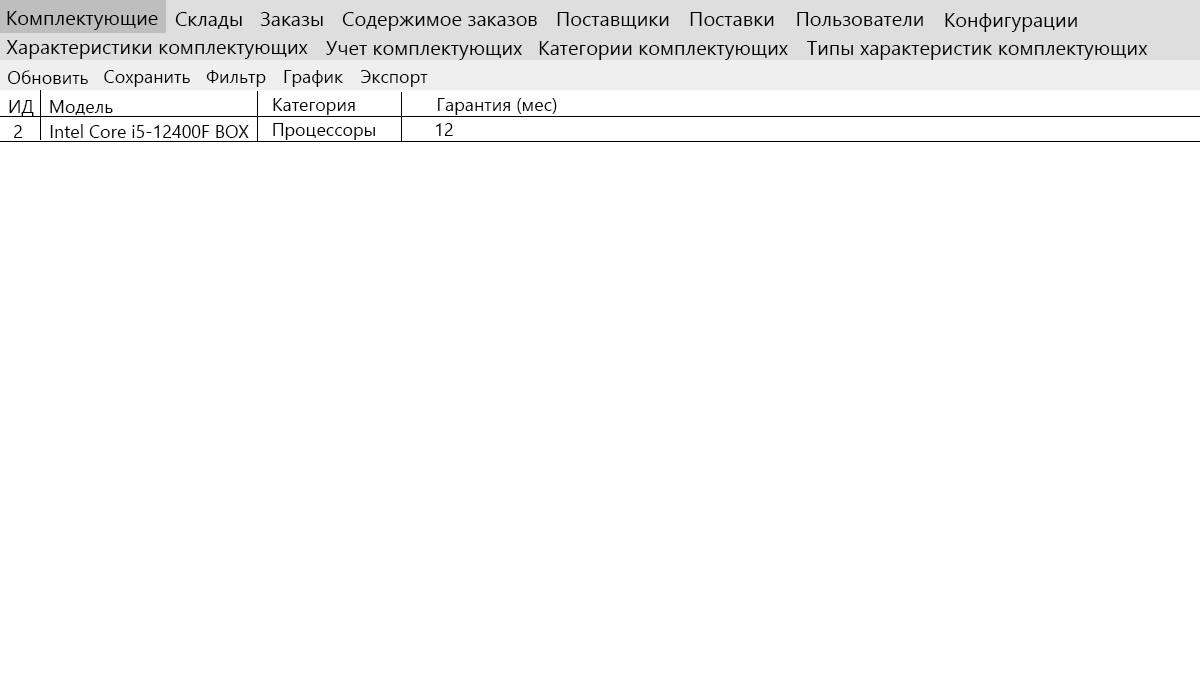 Комплектующие Склады Заказы Содержимое заказов Поставщики Поставки Пользователи Конфигурации
Характеристики комплектующих Учет комплектующих Категории комплектующих Типы характеристик комплектующих
Обновить Сохранить Фильтр График Экспорт
ИД Модель Категория Гарантия (мес)
2 Intel Core i5-12400F BOX Процессоры 12